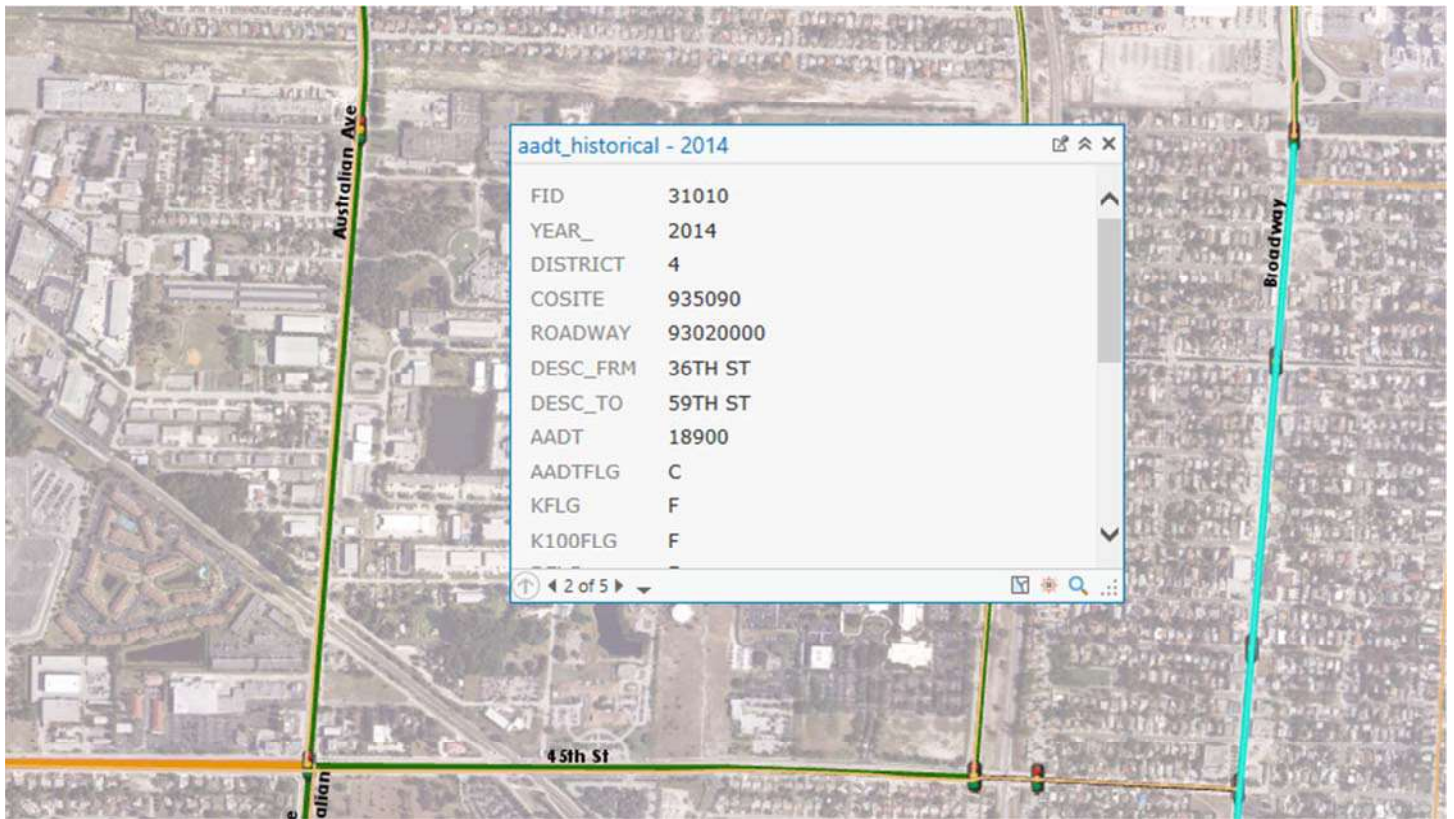 Australian Ave
aadt_historical - 2014
FID 31010
YEAR_ 2014
DISTRICT 4
COSITE 935090
ROADWAY 93020000
DESC_FRM 36TH ST
DESC_TO 59TH ST
AADT 18900
AADTFLG C
KFLG F
K100FLG F
2 of 5
Broadway
45th St
alian
e